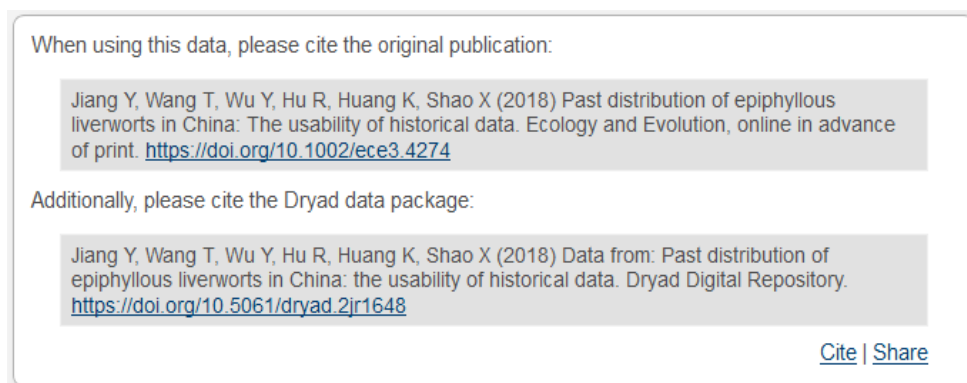 When using this data, please cite the original publication:
Jiang Y, Wang T, Wu Y, Hu R, Huang K, Shao X (2018) Past distribution of epiphyllous
liverworts in China: The usability of historical data. Ecology and Evolution, online in advance
of print. https://doi.org/10.1002/ece3.4274
Additionally, please cite the Dryad data package:
Jiang Y, Wang T, Wu Y, Hu R, Huang K, Shao X (2018) Data from: Past distribution of
epiphyllous liverworts in China: the usability of historical data. Dryad Digital Repository.
https://doi.org/10.5061/dryad.2jr1648
Cite | Share